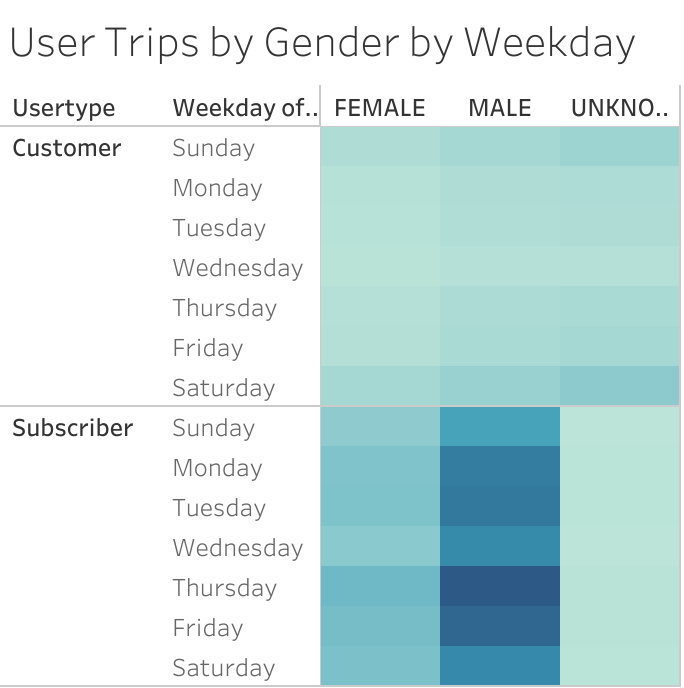 User Trips by Gender by Weekday
Usertype Weekday of.. FEMALE MALE UNKNO..
Customer Sunday
Monday
Tuesday
Wednesday
Thursday
Friday
Saturday
Subscriber Sunday
Monday
Tuesday
Wednesday
Thursday
Friday
Saturday